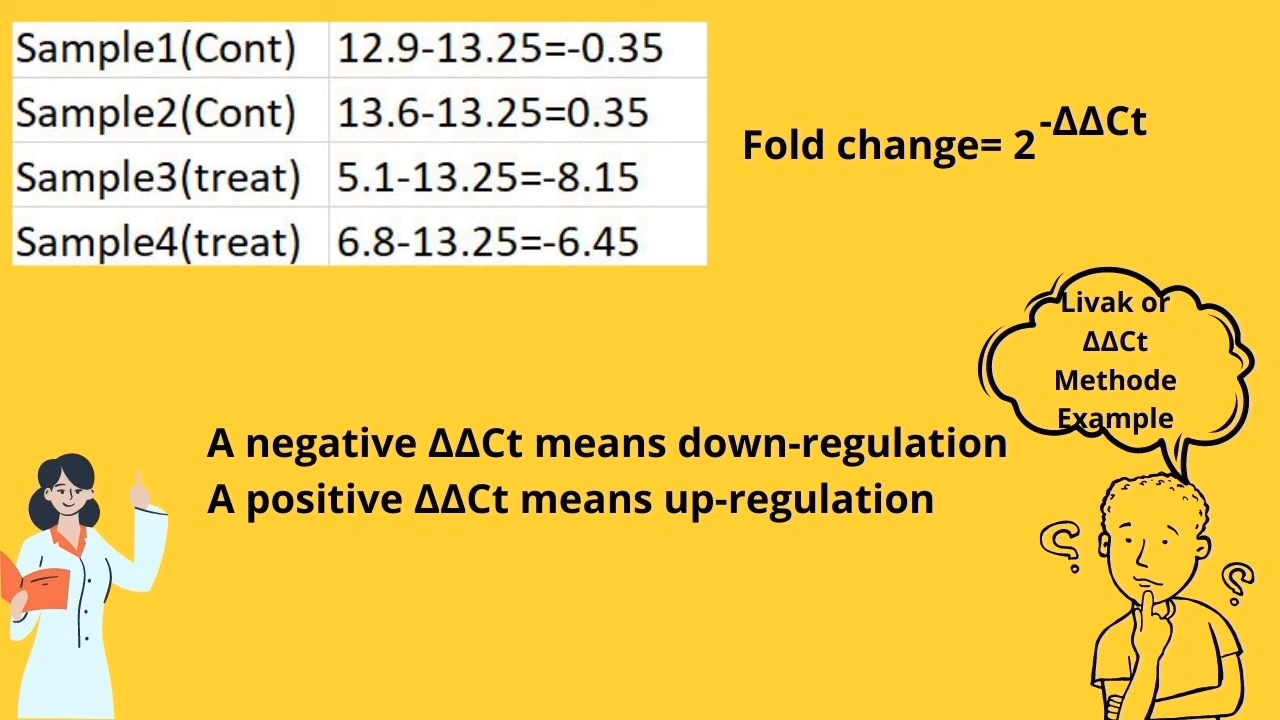 Sample1(Cont) 12.9-13.25=-0.35
Sample2(Cont) 13.6-13.25=0.35
Sample3(treat) 5.1-13.25=-8.15
Sample4(treat) 6.8-13.25=-6.45
Fold change= 2-ΔΔCt
Livak or
ΔΔCt
Methode
Example
A negative ΔΔCt means down-regulation
A positive ΔΔCt means up-regulation